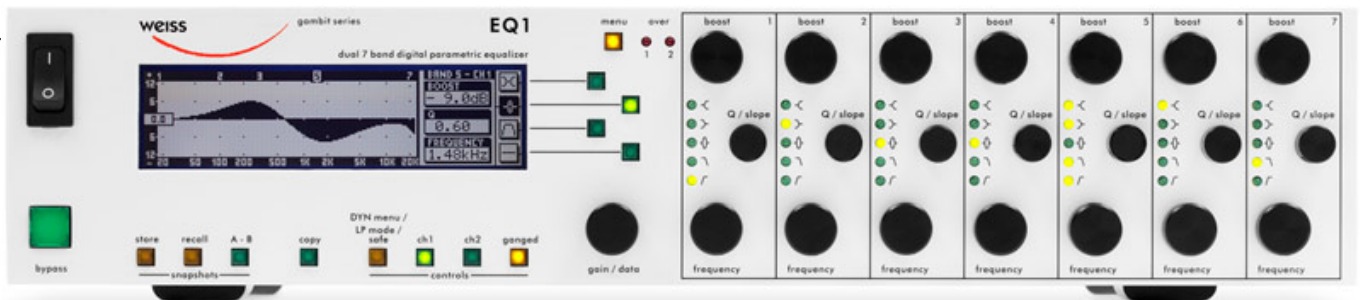 weiss
gambit series
EQ1
dual 7 band digital parametric equalizer
menu
over
1 2
BAND 5 - CH1
BOOST
- 9.0dB
Q
0.60
FREQUENCY
1.48kHz
1 2 3 7
12
6
0.0
6
12
20 50 100 200 500 1K 2K 5K 10K 20K
I
O
bypass
store
recall
A - B
snapshots
copy
DYN menu /
LP mode /
safe
ch1
ch2
ganged
controls
gain / data
boost 1
Q / slope
frequency
boost 2
Q / slope
frequency
boost 3
Q / slope
frequency
boost 4
Q / slope
frequency
boost 5
Q / slope
frequency
boost 6
Q / slope
frequency
boost 7
Q / slope
frequency